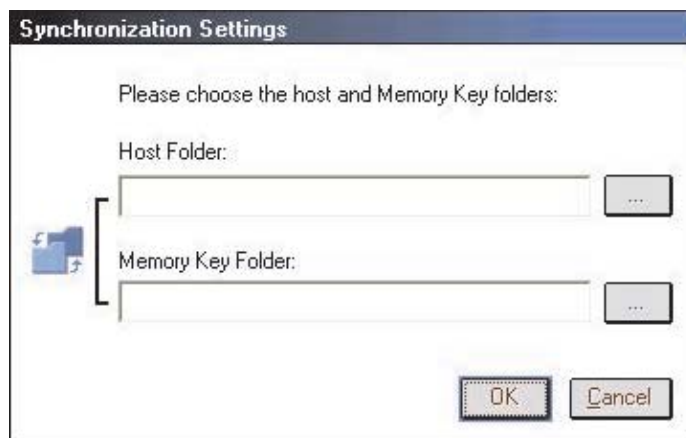 Synchronization Settings
Please choose the host and Memory Key folders:
Host Folder:
...
Memory Key Folder:
...
OK Cancel